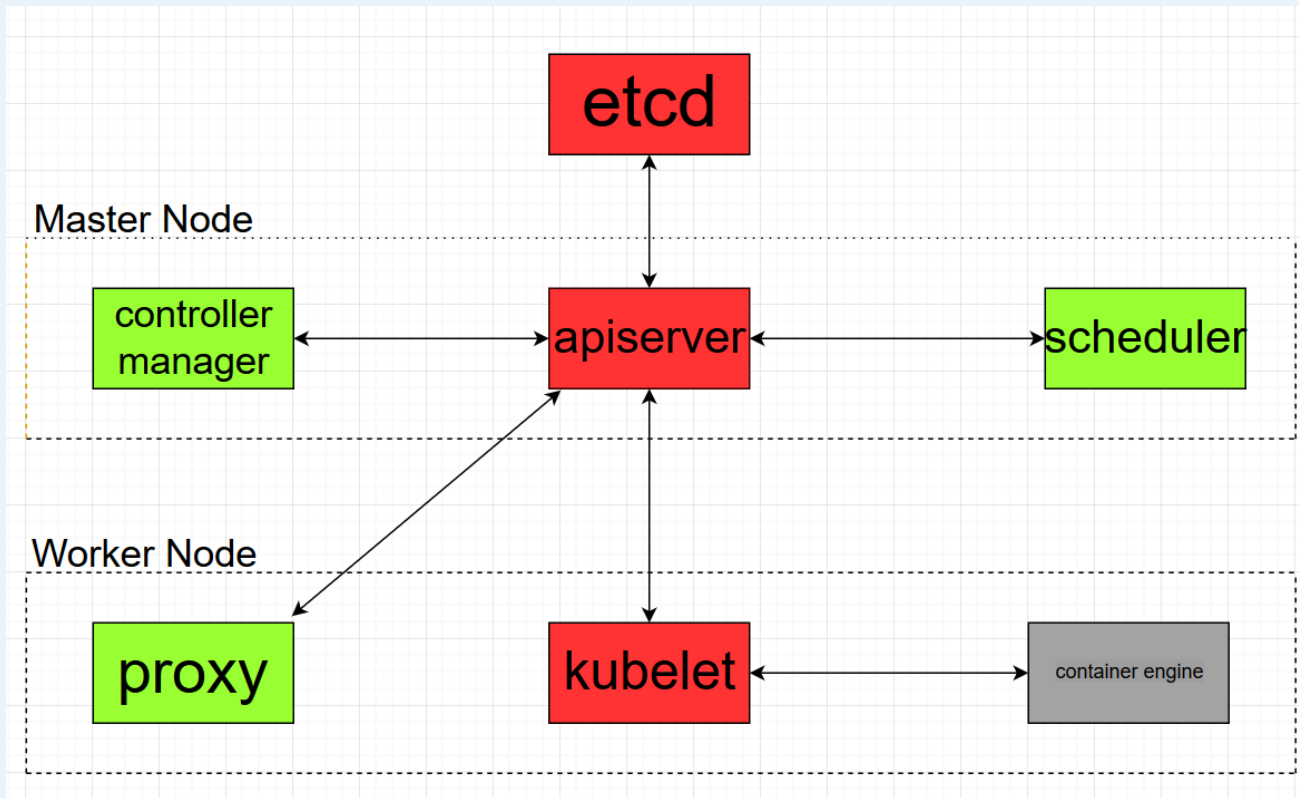 etcd
Master Node
controller
manager
apiserver
scheduler
Worker Node
proxy
kubelet
container engine